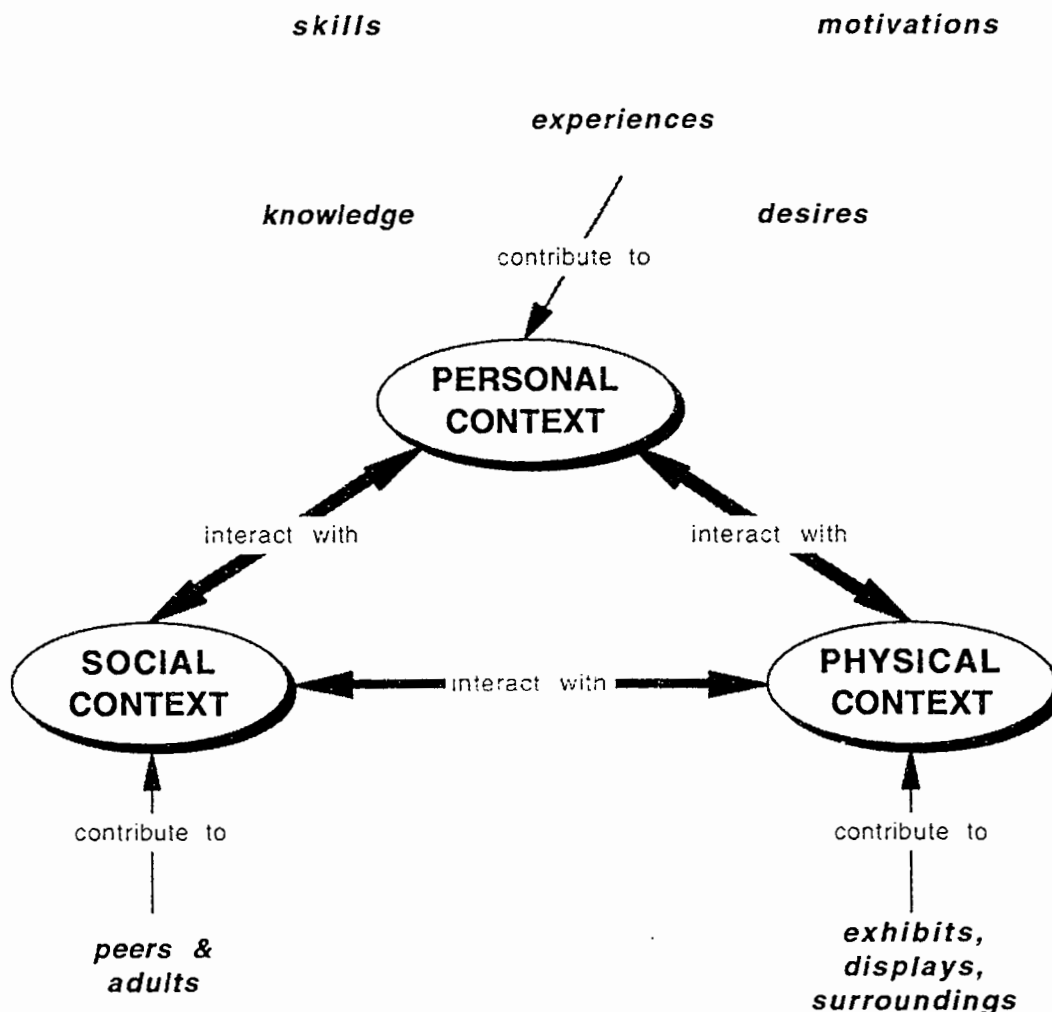 skills
motivations
experiences
knowledge
desires
contribute to
PERSONAL
CONTEXT
interact with
interact with
SOCIAL
CONTEXT
interact with
PHYSICAL
CONTEXT
contribute to
contribute to
peers &
adults
exhibits,
displays,
surroundings